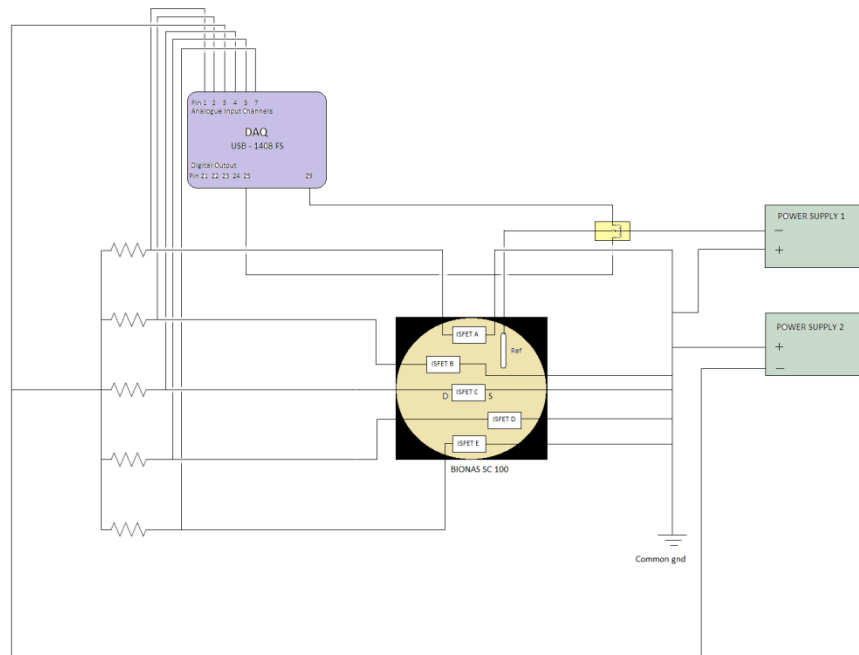 Pin 1 2 3 4 5 7
Analogue Input Channels
DAQ
USB - 1408 FS
Digital Output
Pin 21 22 23 24 25
29
POWER SUPPLY 1
−
+
POWER SUPPLY 2
+
−
ISFET A
Ref
ISFET B
D
ISFET C
S
ISFET D
ISFET E
BIONAS SC 100
Common gnd